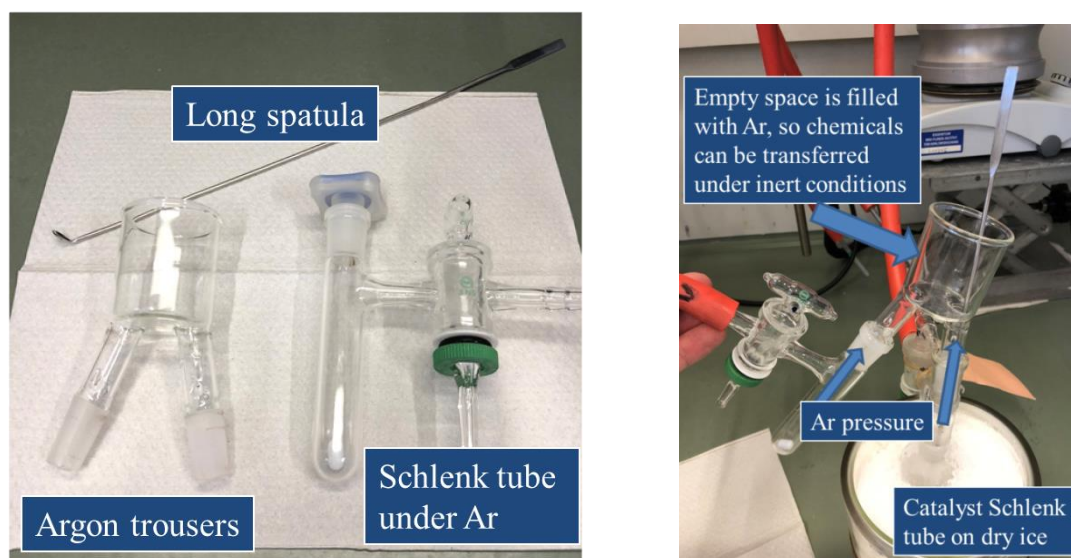 Long spatula
Argon trousers
Schlenk tube
under Ar
Empty space is filled
with Ar, so chemicals
can be transferred
under inert conditions
Ar pressure
Catalyst Schlenk
tube on dry ice